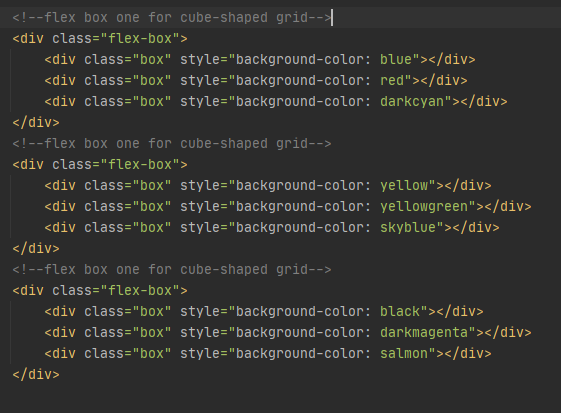 <!--flex box one for cube-shaped grid-->
<div class="flex-box">
    <div class="box" style="background-color: blue"></div>
    <div class="box" style="background-color: red"></div>
    <div class="box" style="background-color: darkcyan"></div>
</div>
<!--flex box one for cube-shaped grid-->
<div class="flex-box">
    <div class="box" style="background-color: yellow"></div>
    <div class="box" style="background-color: yellowgreen"></div>
    <div class="box" style="background-color: skyblue"></div>
</div>
<!--flex box one for cube-shaped grid-->
<div class="flex-box">
    <div class="box" style="background-color: black"></div>
    <div class="box" style="background-color: darkmagenta"></div>
    <div class="box" style="background-color: salmon"></div>
</div>